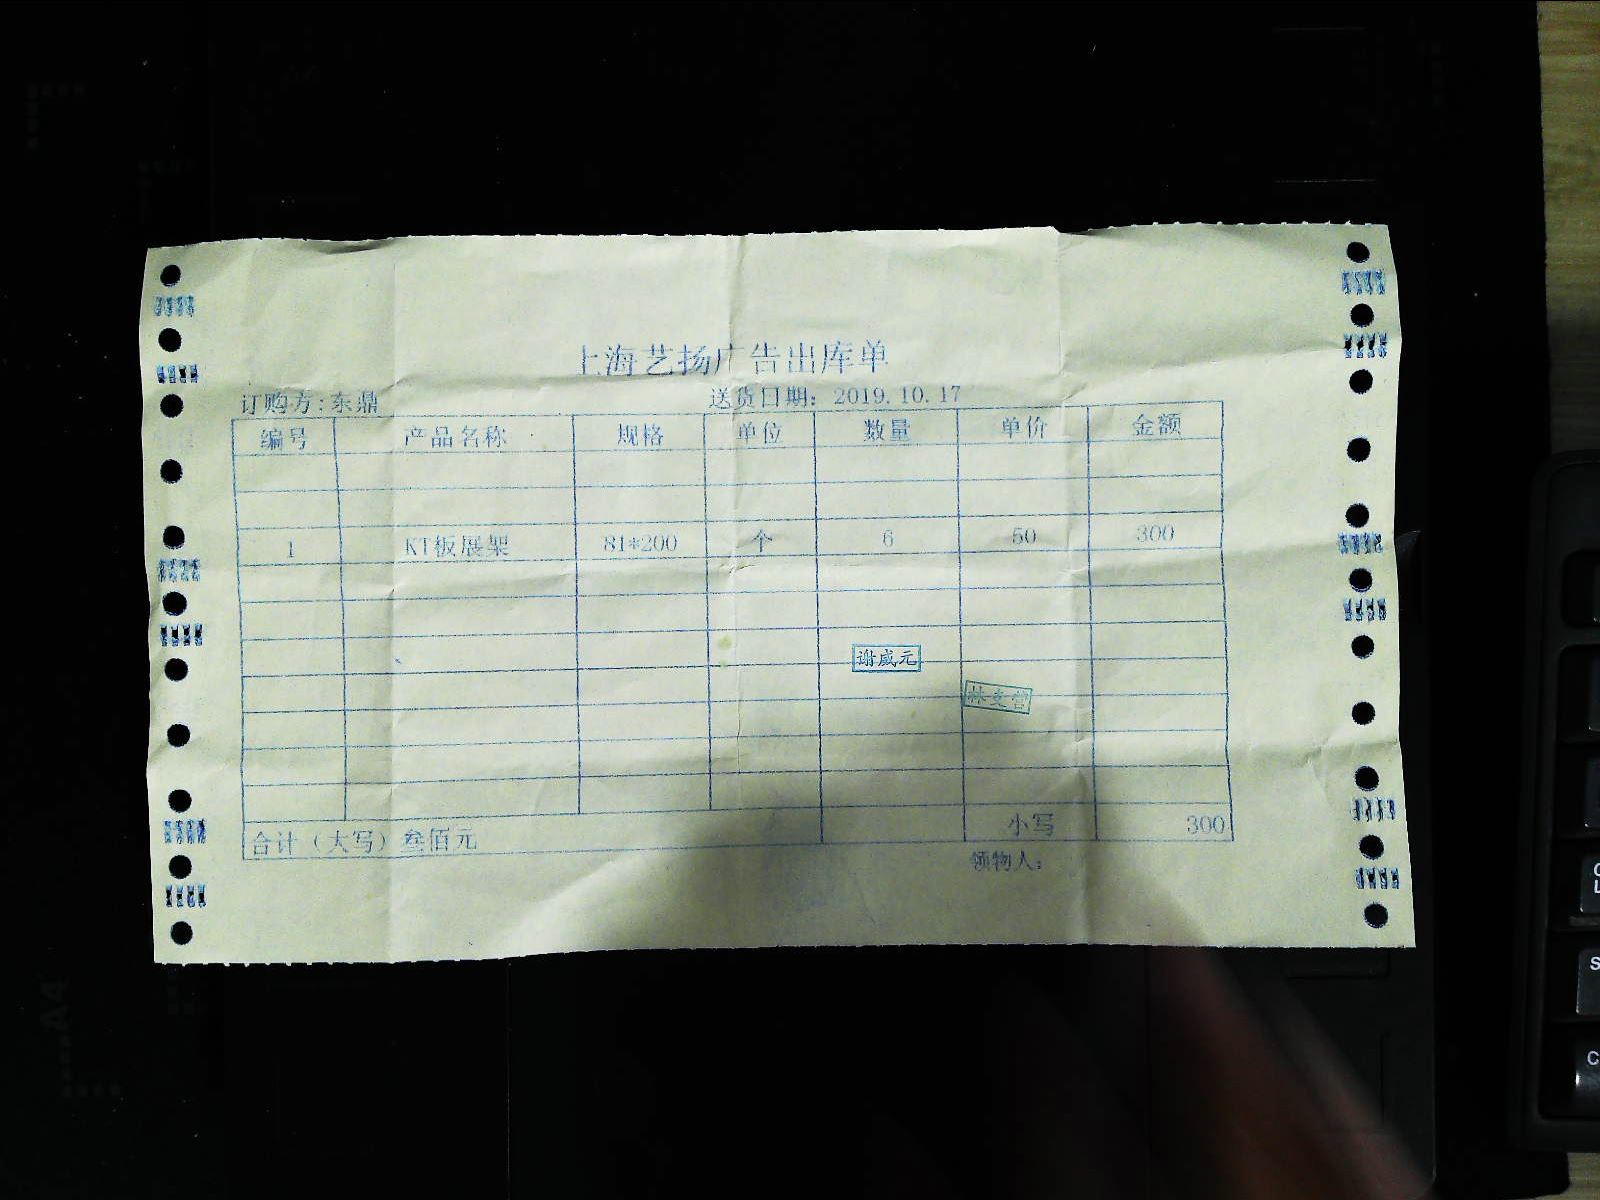 上海艺扬广告出库单
订购方:东鼎 送货日期: 2019.10.17
编号 产品名称 规格 单位 数量 单价 金额
1 KT板展架 81*200 个 6 50 300
谢咸元
合计（大写）叁佰元 小写 300
领物人:
A4